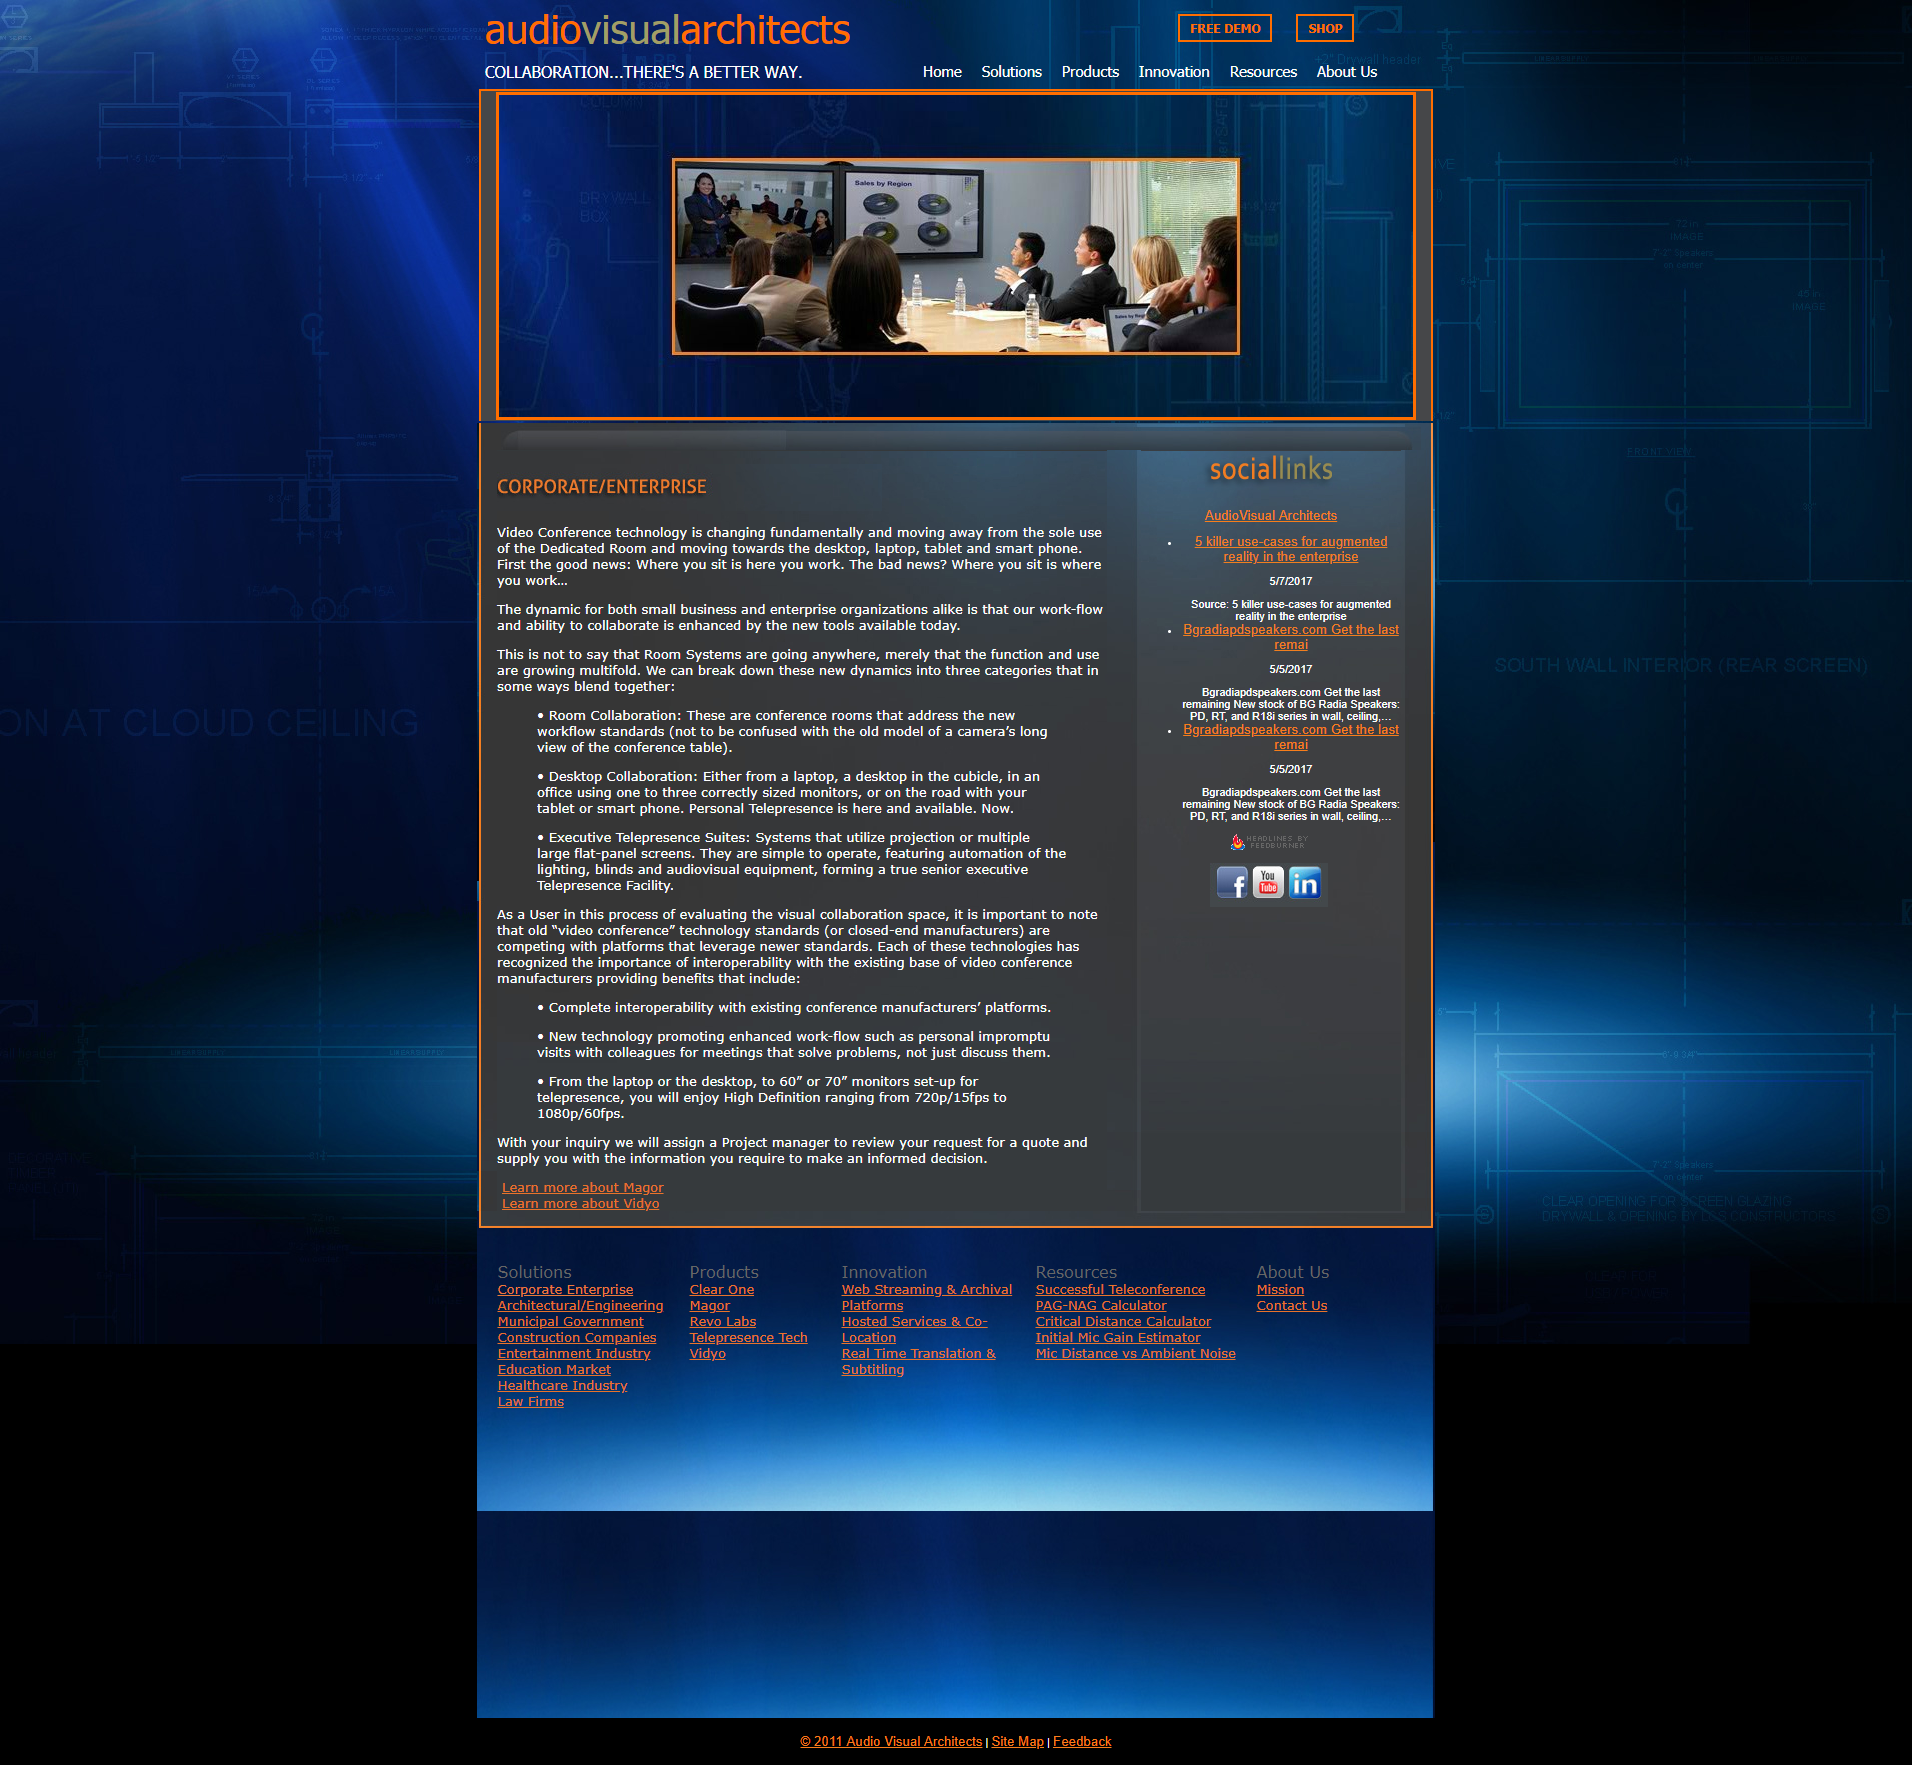 audiovisualarchitects
FREE DEMO
SHOP
COLLABORATION...THERE'S A BETTER WAY.
Home Solutions Products Innovation Resources About Us
Sales by Region
CORPORATE/ENTERPRISE
Video Conference technology is changing fundamentally and moving away from the sole use
of the Dedicated Room and moving towards the desktop, laptop, tablet and smart phone.
First the good news: Where you sit is here you work. The bad news? Where you sit is where
you work...
The dynamic for both small business and enterprise organizations alike is that our work-flow
and ability to collaborate is enhanced by the new tools available today.
This is not to say that Room Systems are going anywhere, merely that the function and use
are growing multifold. We can break down these new dynamics into three categories that in
some ways blend together:
• Room Collaboration: These are conference rooms that address the new
workflow standards (not to be confused with the old model of a camera’s long
view of the conference table).
• Desktop Collaboration: Either from a laptop, a desktop in the cubicle, in an
office using one to three correctly sized monitors, or on the road with your
tablet or smart phone. Personal Telepresence is here and available. Now.
• Executive Telepresence Suites: Systems that utilize projection or multiple
large flat-panel screens. They are simple to operate, featuring automation of the
lighting, blinds and audiovisual equipment, forming a true senior executive
Telepresence Facility.
As a User in this process of evaluating the visual collaboration space, it is important to note
that old “video conference” technology standards (or closed-end manufacturers) are
competing with platforms that leverage newer standards. Each of these technologies has
recognized the importance of interoperability with the existing base of video conference
manufacturers providing benefits that include:
• Complete interoperability with existing conference manufacturers’ platforms.
• New technology promoting enhanced work-flow such as personal impromptu
visits with colleagues for meetings that solve problems, not just discuss them.
• From the laptop or the desktop, to 60” or 70” monitors set-up for
telepresence, you will enjoy High Definition ranging from 720p/15fps to
1080p/60fps.
With your inquiry we will assign a Project manager to review your request for a quote and
supply you with the information you require to make an informed decision.
Learn more about Magor
Learn more about Vidyo
sociallinks
AudioVisual Architects
• 5 killer use-cases for augmented
reality in the enterprise
5/7/2017
Source: 5 killer use-cases for augmented
reality in the enterprise
• Bgradiapdspeakers.com Get the last
remai
5/5/2017
Bgradiapdspeakers.com Get the last
remaining New stock of BG Radia Speakers:
PD, RT, and R18i series in wall, ceiling,...
• Bgradiapdspeakers.com Get the last
remai
5/5/2017
Bgradiapdspeakers.com Get the last
remaining New stock of BG Radia Speakers:
PD, RT, and R18i series in wall, ceiling,...
HEADLINES BY
FEEDBURNER
f You Tube in
Solutions
Corporate Enterprise
Architectural/Engineering
Municipal Government
Construction Companies
Entertainment Industry
Education Market
Healthcare Industry
Law Firms
Products
Clear One
Magor
Revo Labs
Telepresence Tech
Vidyo
Innovation
Web Streaming & Archival
Platforms
Hosted Services & Co-
Location
Real Time Translation &
Subtitling
Resources
Successful Teleconference
PAG-NAG Calculator
Critical Distance Calculator
Initial Mic Gain Estimator
Mic Distance vs Ambient Noise
About Us
Mission
Contact Us
© 2011 Audio Visual Architects | Site Map | Feedback
ON AT CLOUD CEILING
SOUTH WALL INTERIOR (REAR SCREEN)
DRYWALL
BOX
COLUMN
FRONT VIEW
CLEAR OPENING FOR SCREEN GLAZING